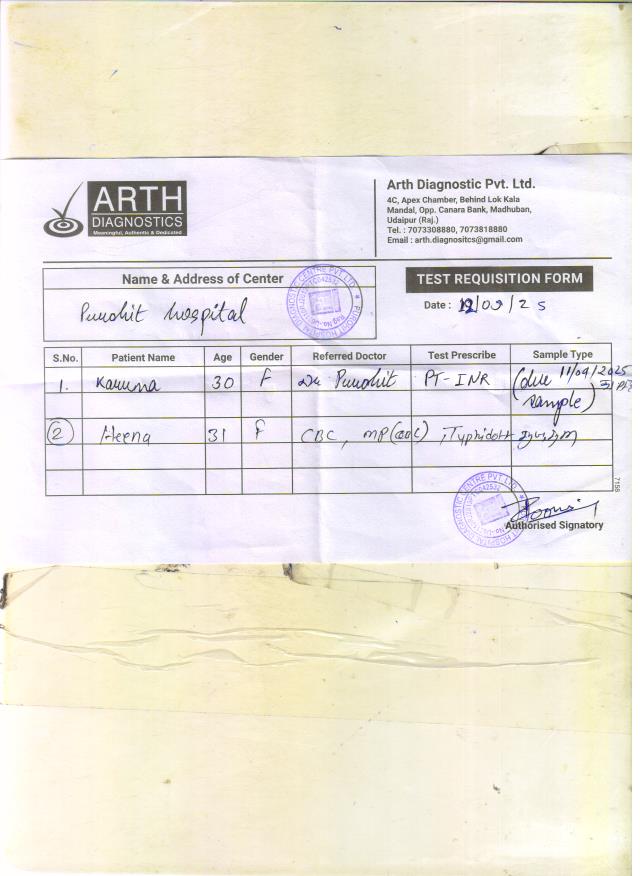 ARTH
DIAGNOSTICS
Meaningful, Authentic & Dedicated
Arth Diagnostic Pvt. Ltd.
4C, Apex Chamber, Behind Lok Kala
Mandal, Opp. Canara Bank, Madhuban,
Udaipur (Raj.)
Tel. : 7073308880, 7073818880
Email : arth.diagnositcs@gmail.com
Name & Address of Center
Purohit hospital
TEST REQUISITION FORM
Date : 12/09/25
S.No. Patient Name Age Gender Referred Doctor Test Prescribe Sample Type
1. Karuna 30 F Dr Purohit PT-INR (due 11/09/2025
sample)
2 Heena 31 F CBC, MP( ) , Typhidot
7156
Authorised Signatory